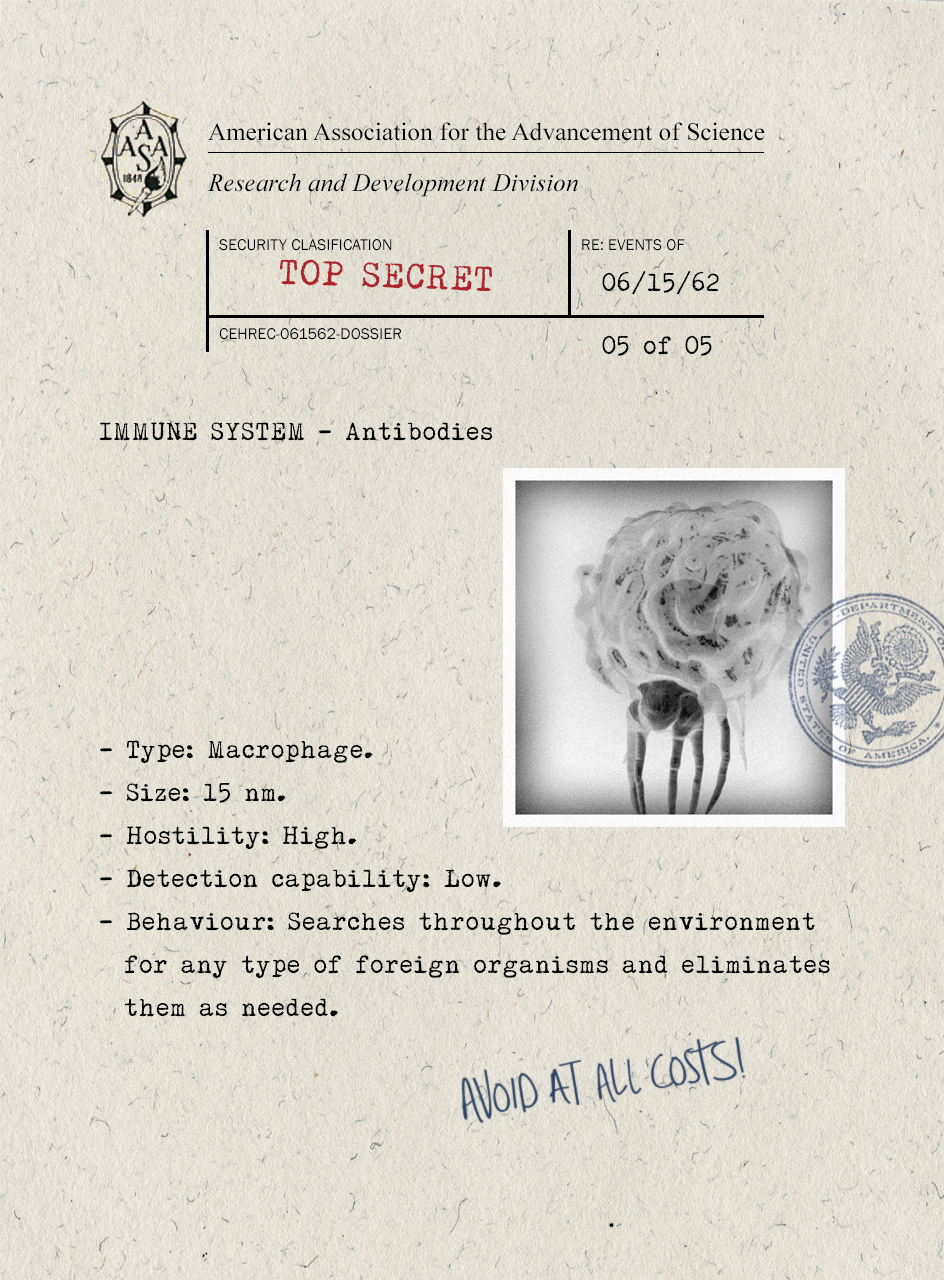 AAAS
1848
American Association for the Advancement of Science
Research and Development Division
SECURITY CLASIFICATION
TOP SECRET
RE: EVENTS OF
06/15/62
CEHREC-061562-DOSSIER
05 of 05
IMMUNE SYSTEM - Antibodies
DEPARTMENT O
UNITED STATES OF AMERICA
- Type: Macrophage.
- Size: 15 nm.
- Hostility: High.
- Detection capability: Low.
- Behaviour: Searches throughout the environment
for any type of foreign organisms and eliminates
them as needed.
AVOID AT ALL COSTS!